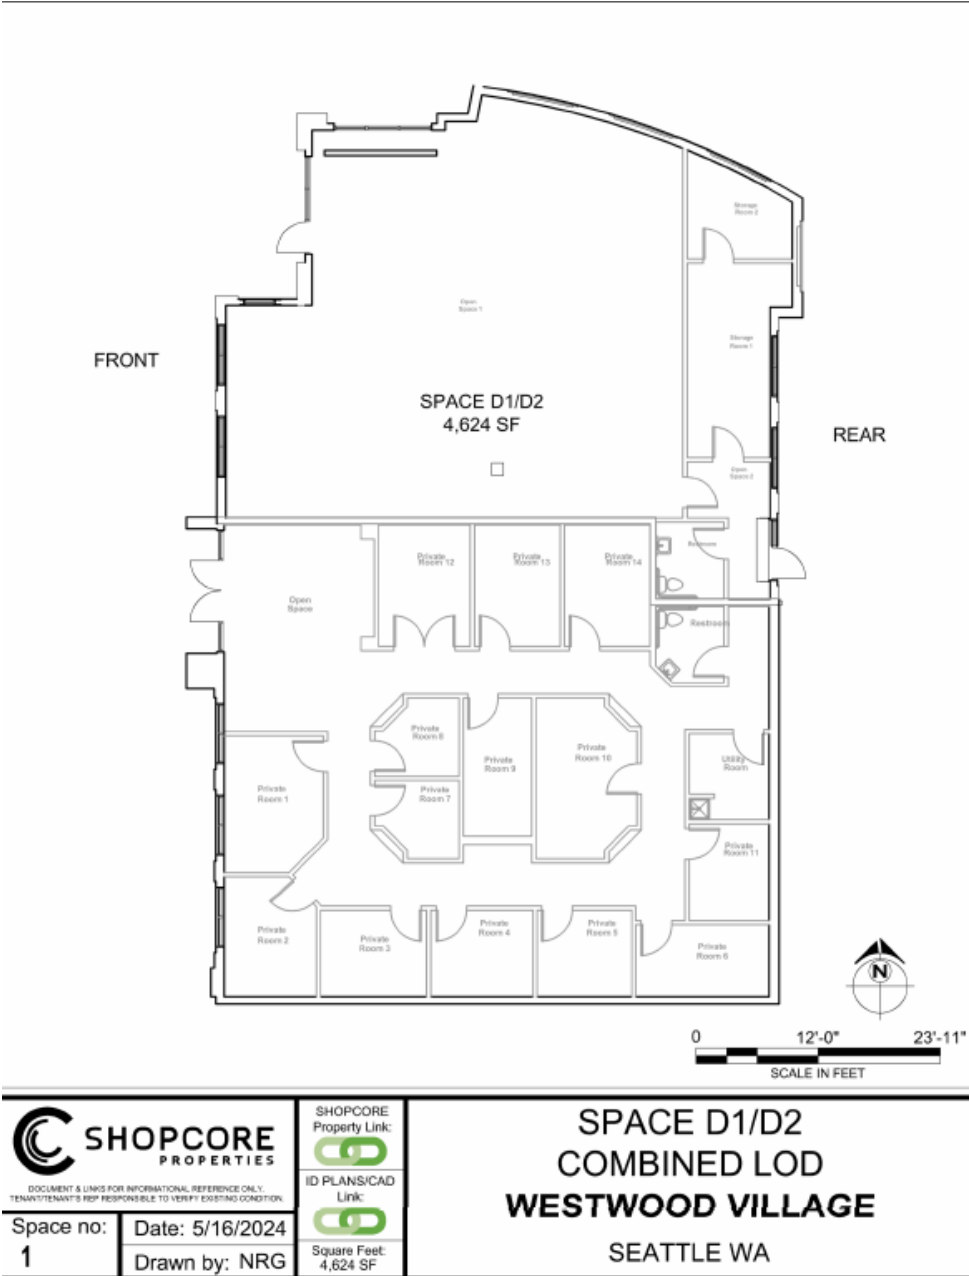 Storage
Room 2
Open
Space 1
Storage
Room 1
FRONT
SPACE D1/D2
4,624 SF
REAR
Open
Space 2
Restroom
Private
Room 12
Private
Room 13
Private
Room 14
Open
Space
Restroom
Private
Room 8
Private
Room 9
Private
Room 10
Utility
Room
Private
Room 1
Private
Room 7
Private
Room 11
Private
Room 2
Private
Room 3
Private
Room 4
Private
Room 5
Private
Room 6
N
0 12'-0" 23'-11"
SCALE IN FEET
SHOPCORE
PROPERTIES
DOCUMENT & LINKS FOR INFORMATIONAL REFERENCE ONLY.
TENANT/TENANT'S REP RESPONSIBLE TO VERIFY EXISTING CONDITION.
Space no:
1
Date: 5/16/2024
Drawn by: NRG
SHOPCORE
Property Link:
ID PLANS/CAD
Link:
Square Feet:
4,624 SF
SPACE D1/D2
COMBINED LOD
WESTWOOD VILLAGE
SEATTLE WA